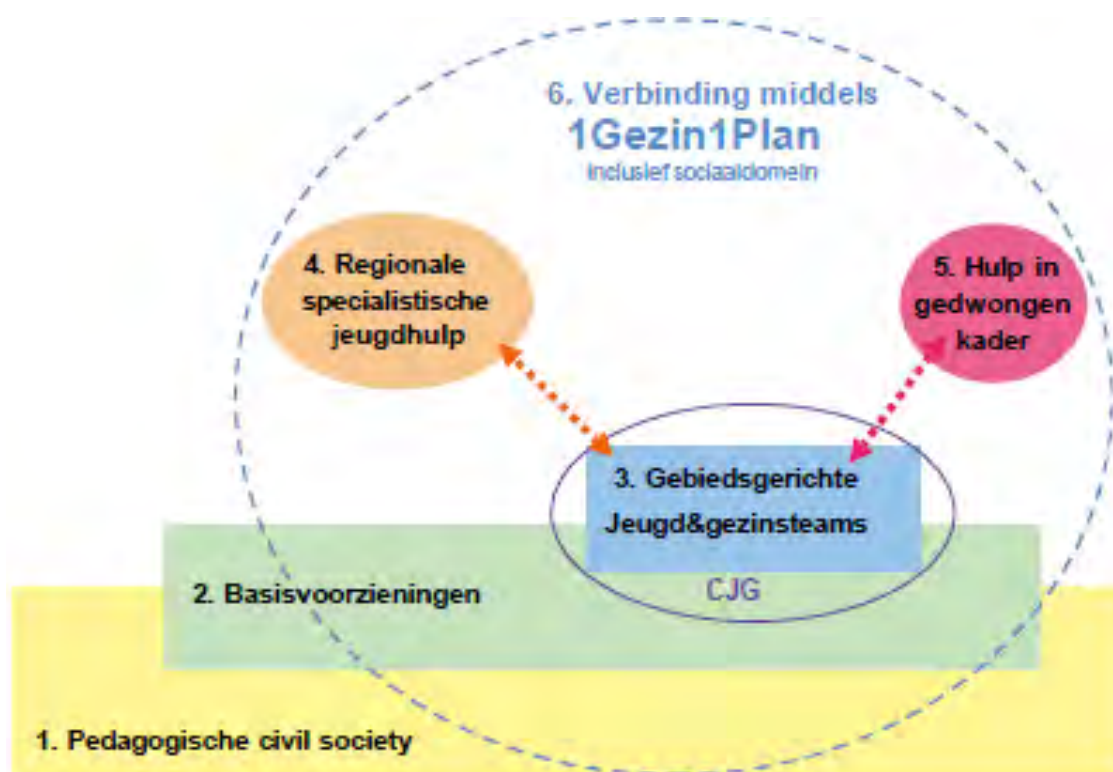 6. Verbinding middels
1Gezin1Plan
inclusief sociaaldomein
4. Regionale
specialistische
jeugdhulp
5. Hulp in
gedwongen
kader
3. Gebiedsgerichte
Jeugd&gezinsteams
CJG
2. Basisvoorzieningen
1. Pedagogische civil society